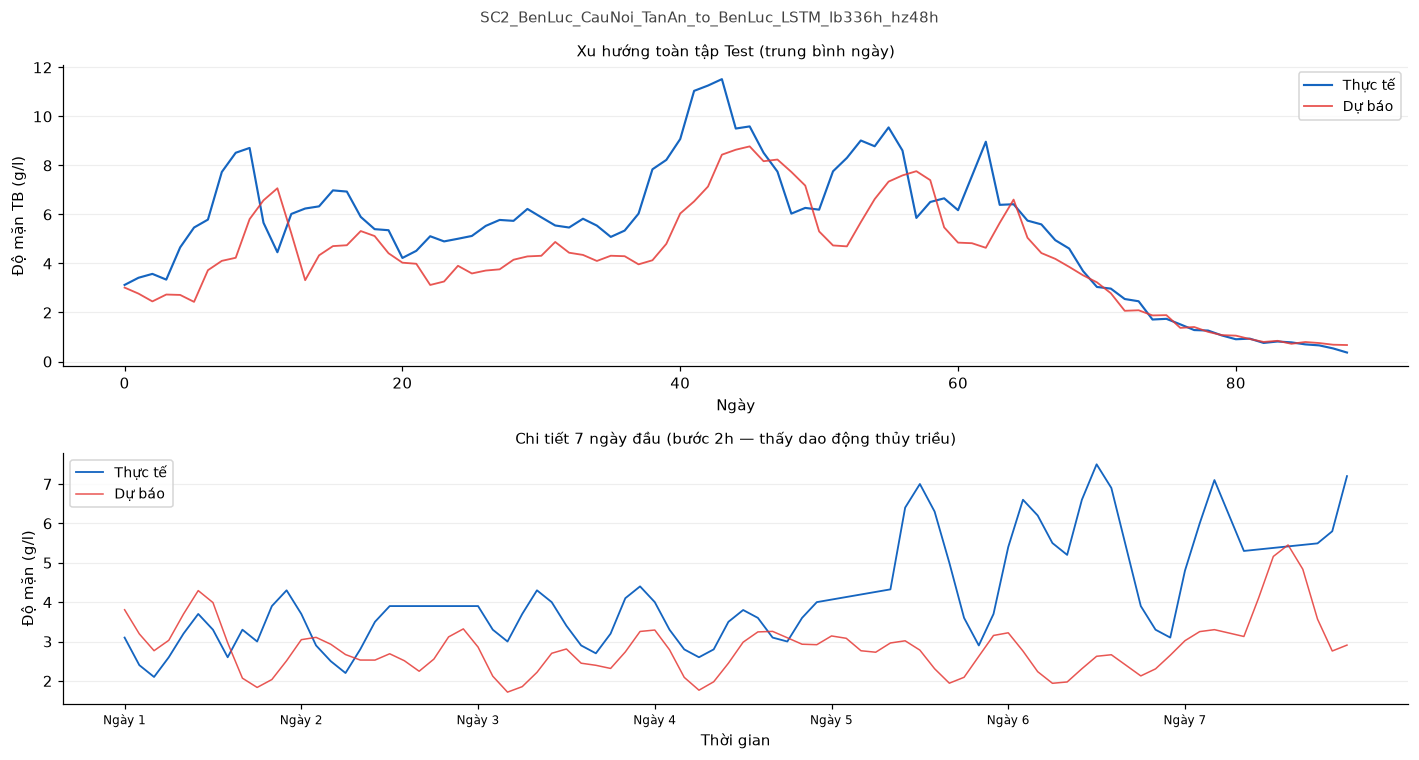 SC2_BenLuc_CauNoi_TanAn_to_BenLuc_LSTM_lb336h_hz48h
Xu hướng toàn tập Test (trung bình ngày)
Độ mặn TB (g/l)
12
10
8
6
4
2
0
Thực tế
Dự báo
0 20 40 60 80
Ngày
Chi tiết 7 ngày đầu (bước 2h — thấy dao động thủy triều)
Độ mặn (g/l)
7
6
5
4
3
2
Thực tế
Dự báo
Ngày 1 Ngày 2 Ngày 3 Ngày 4 Ngày 5 Ngày 6 Ngày 7
Thời gian